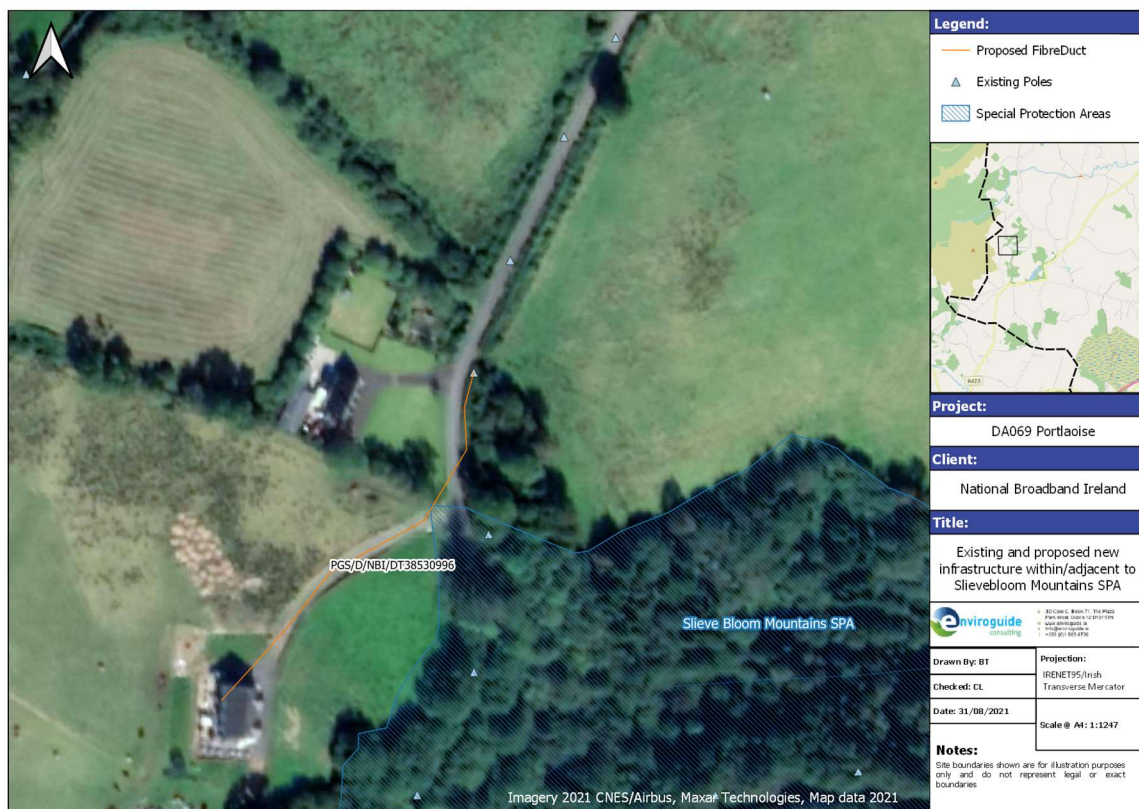 Legend:
Proposed FibreDuct
Existing Poles
Special Protection Areas
PGS/D/NBI/DT38530996
Slieve Bloom Mountains SPA
Imagery 2021 CNES/Airbus, Maxar Technologies, Map data 2021
Project:
DA069 Portlaoise
Client:
National Broadband Ireland
Title:
Existing and proposed new
infrastructure within/adjacent to
Slievebloom Mountains SPA
enviroguide
consulting
Drawn By: BT
Checked: CL
Date: 31/08/2021
Projection:
IRENET95/Irish
Transverse Mercator
Scale @ A4: 1:1247
Notes:
Site boundaries shown are for illustration purposes
only and do not represent legal or exact
boundaries